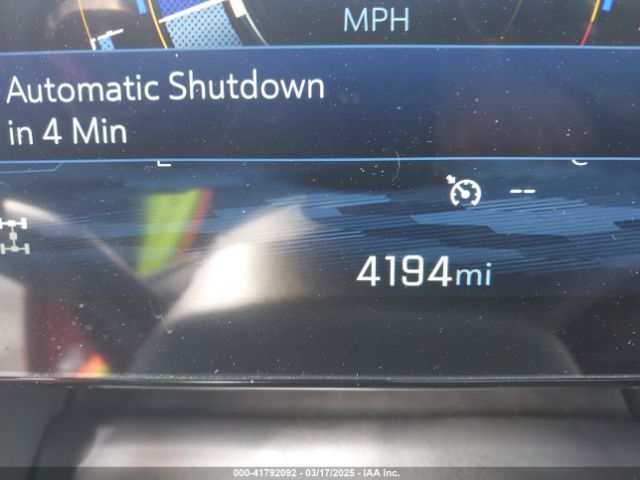 MPH
Automatic Shutdown
in 4 Min
--
4194mi
000-41792092 - 03/17/2025 - IAA Inc.